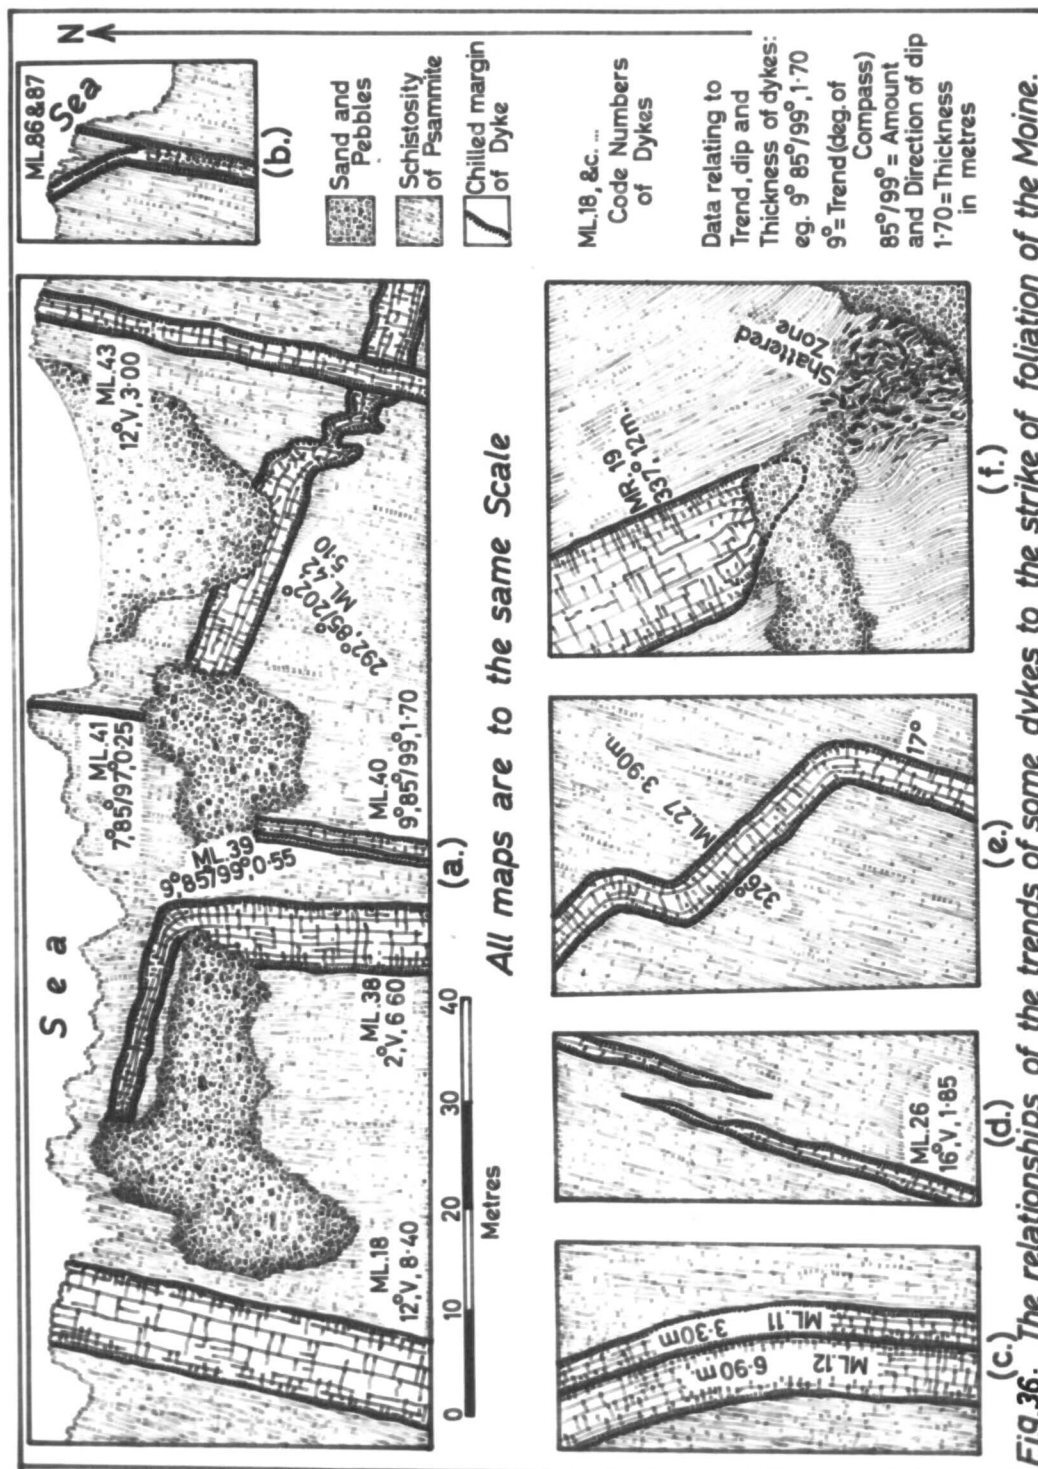 N
ML.86&87
Sea
(b.)
Sand and
Pebbles
Schistosity
of Psammite
Chilled margin
of Dyke
ML.18, &c. ...
Code Numbers
of Dykes
Data relating to
Trend, dip and
Thickness of dykes:
eg. 9° 85°/99°, 1·70
9° = Trend (deg. of
Compass)
85°/99° = Amount
and Direction of dip
1·70 = Thickness
in metres
Sea
ML.18
12°, V, 8·40
ML.38
2°, V, 6 60
ML.39
9° 85/99° 0·55
ML.40
9°, 85°/99°, 1·70
ML.41
7°, 85°/97°, 0·25
292°, 85°/202°
ML 42
5·10
ML.43
12°, V, 3·00
(a.)
0 10 20 30 40
Metres
All maps are to the same Scale
6·90m.
ML.12
3·30m
ML.11
(c.)
ML.26
16°, V, 1·85
(d.)
ML.27 3·90m.
326°
17°
(e.)
MR.19
337°, 12m.
Shattered
Zone
(f.)
Fig. 36. The relationships of the trends of some dykes to the strike of foliation of the Moine.